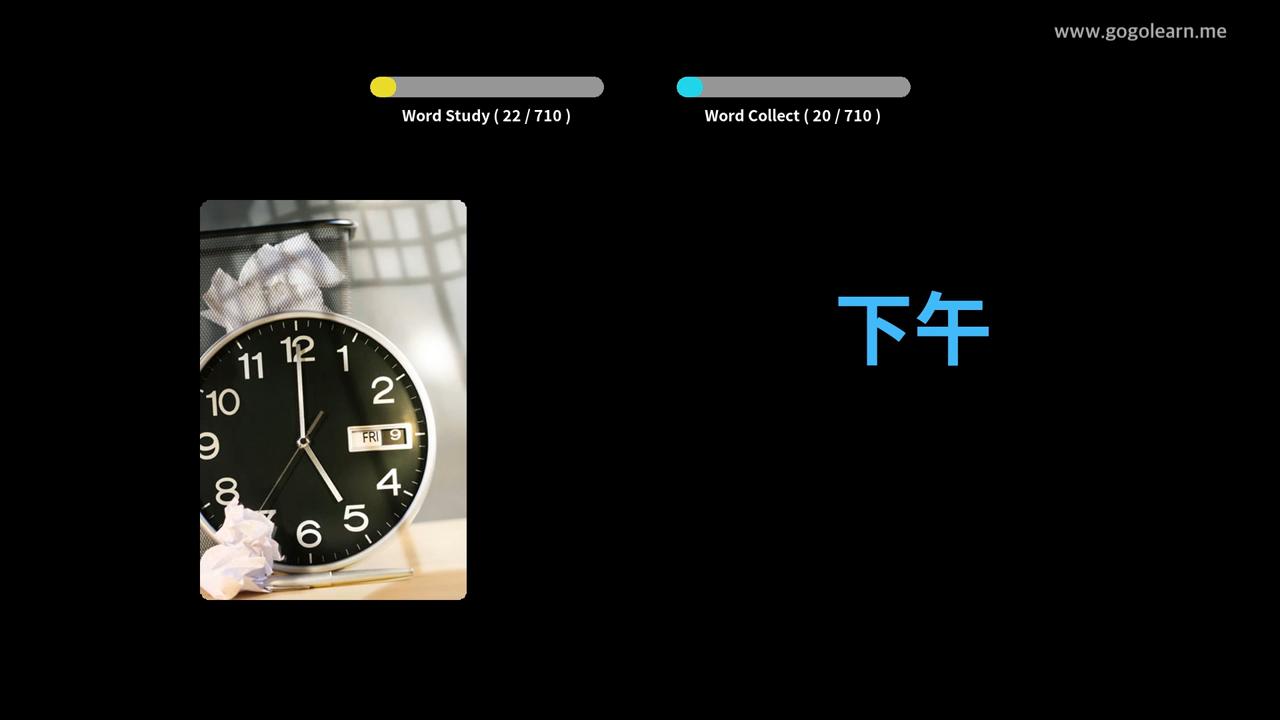 www.gogolearn.me
Word Study ( 22 / 710 )
Word Collect ( 20 / 710 )
下午
12
11
1
10
2
9
FRI 9
8
4
7
5
6